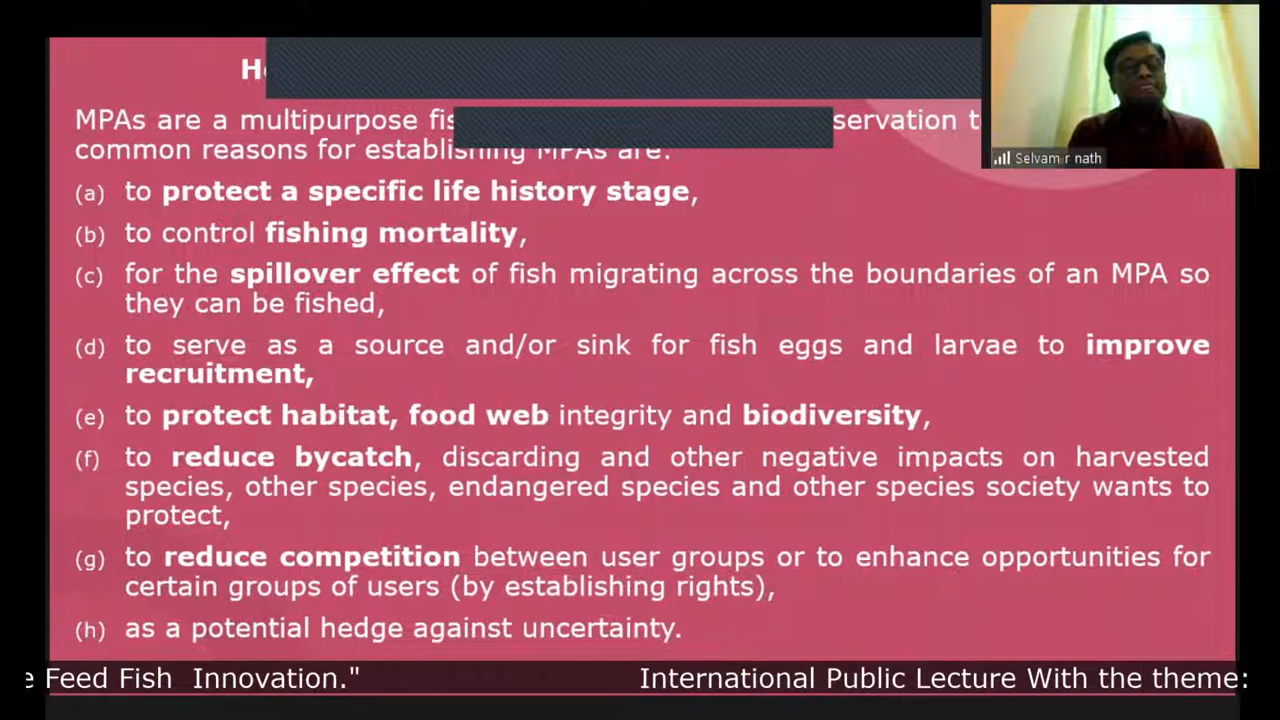 MPAs are a multipurpose
common reasons for establishing MPAs are:
(a) to protect a specific life history stage,
(b) to control fishing mortality,
(c) for the spillover effect of fish migrating across the boundaries of an MPA so
they can be fished,
(d) to serve as a source and/or sink for fish eggs and larvae to improve
recruitment,
(e) to protect habitat, food web integrity and biodiversity,
(f) to reduce bycatch, discarding and other negative impacts on harvested
species, other species, endangered species and other species society wants to
protect,
(g) to reduce competition between user groups or to enhance opportunities for
certain groups of users (by establishing rights),
(h) as a potential hedge against uncertainty.
Selvam r nath
Feed Fish Innovation."
International Public Lecture With the theme: